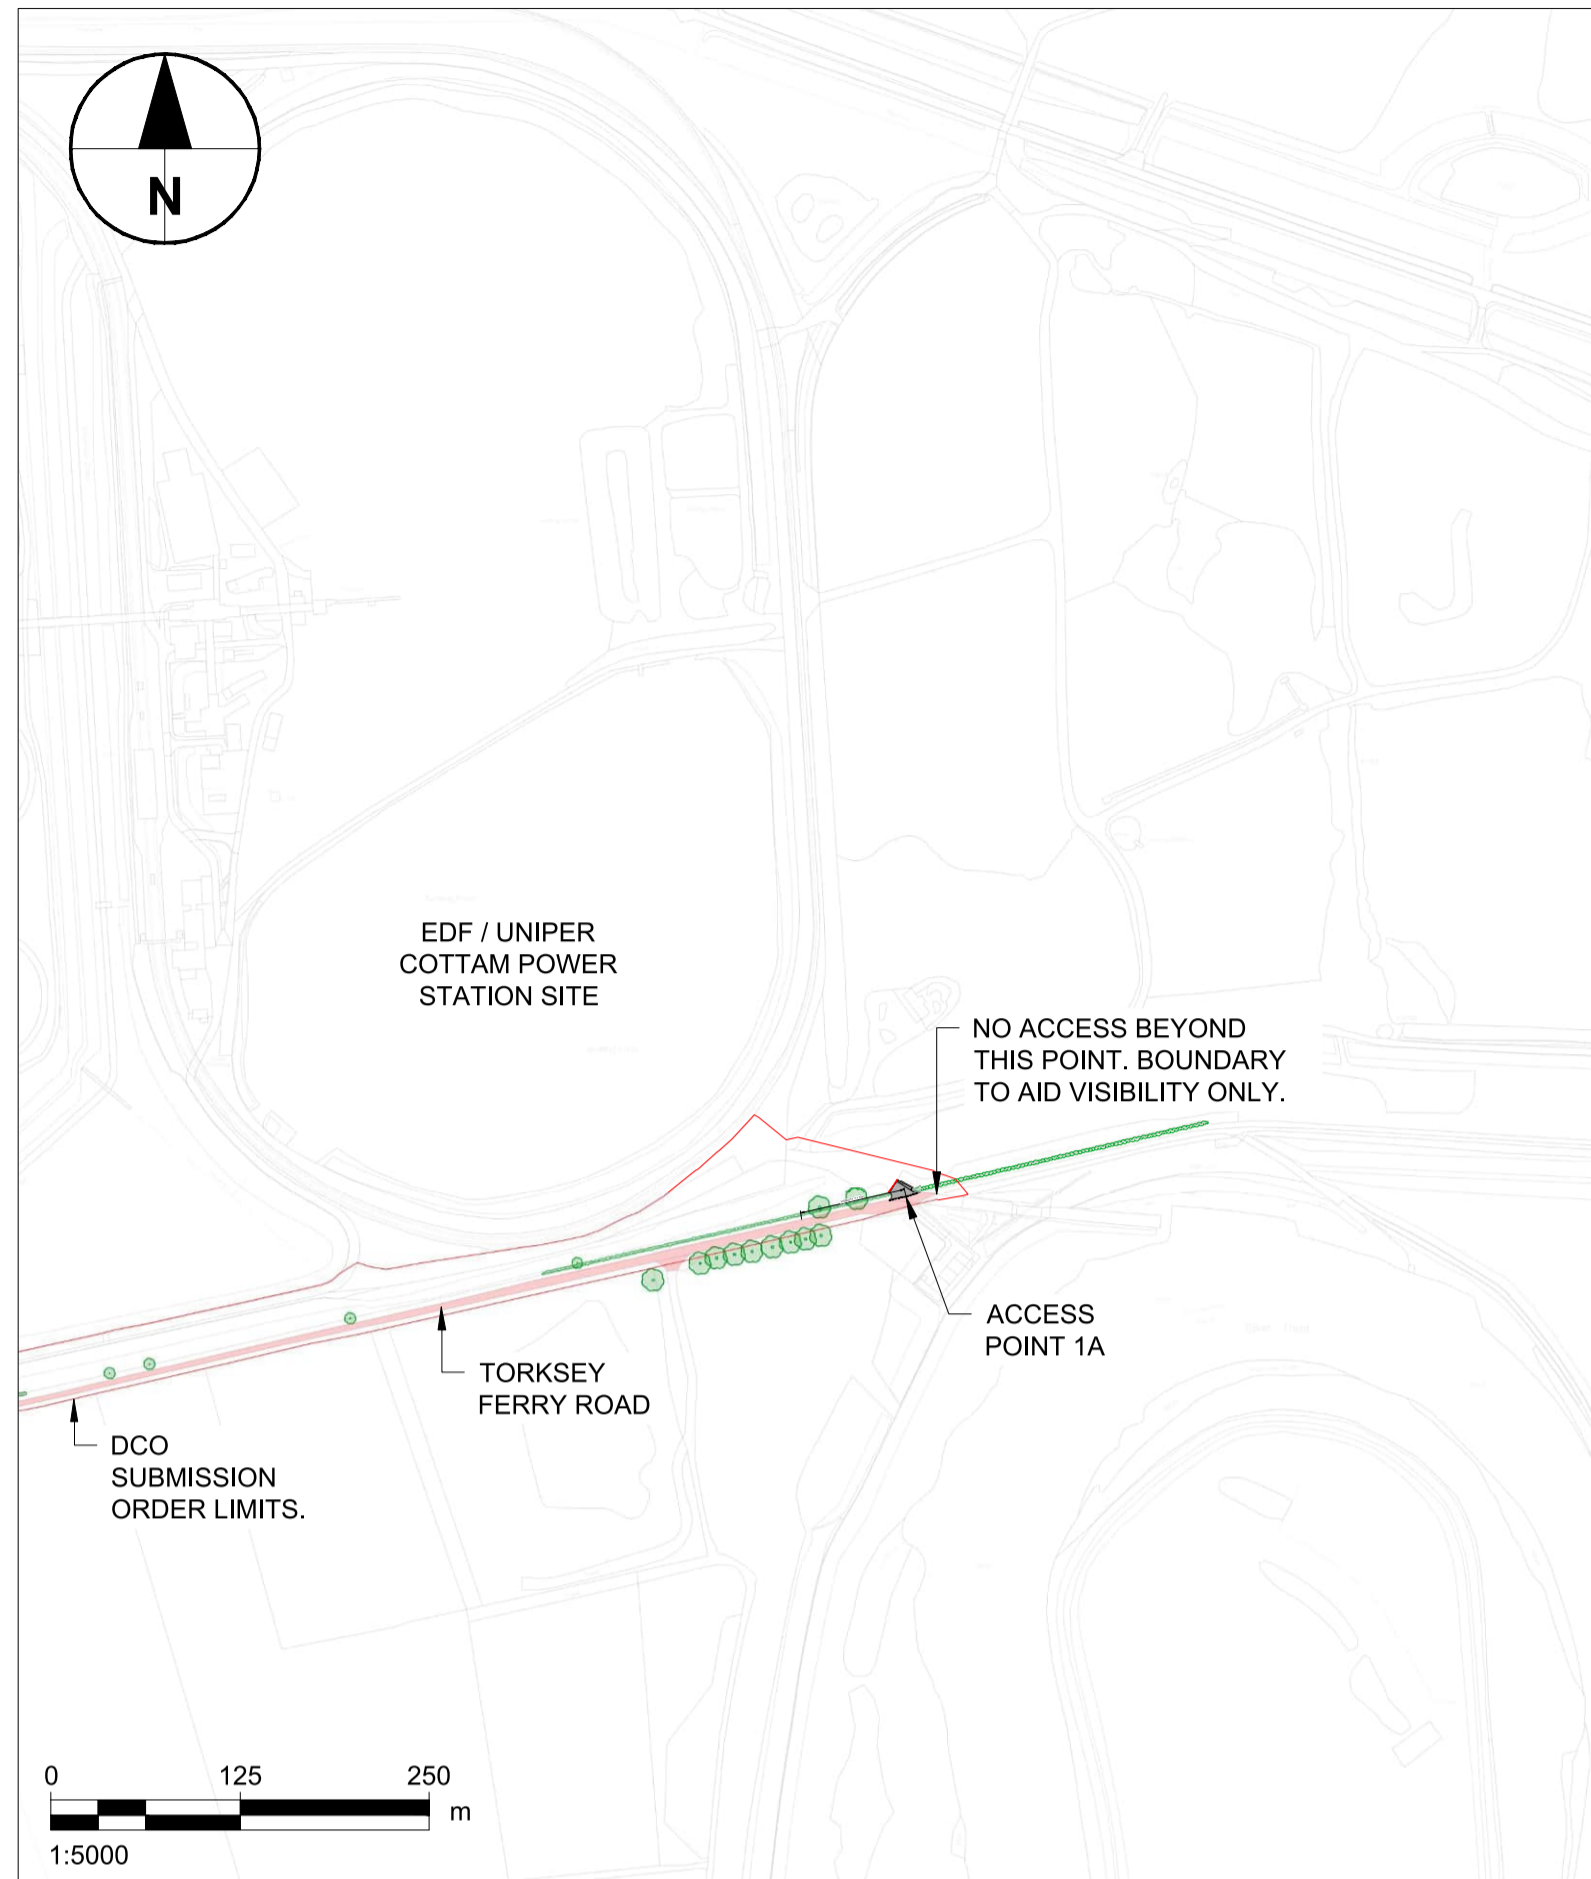 N
EDF / UNIPER
COTTAM POWER
STATION SITE
NO ACCESS BEYOND
THIS POINT. BOUNDARY
TO AID VISIBILITY ONLY.
ACCESS
POINT 1A
TORKSEY
FERRY ROAD
DCO
SUBMISSION
ORDER LIMITS.
0 125 250
m
1:5000